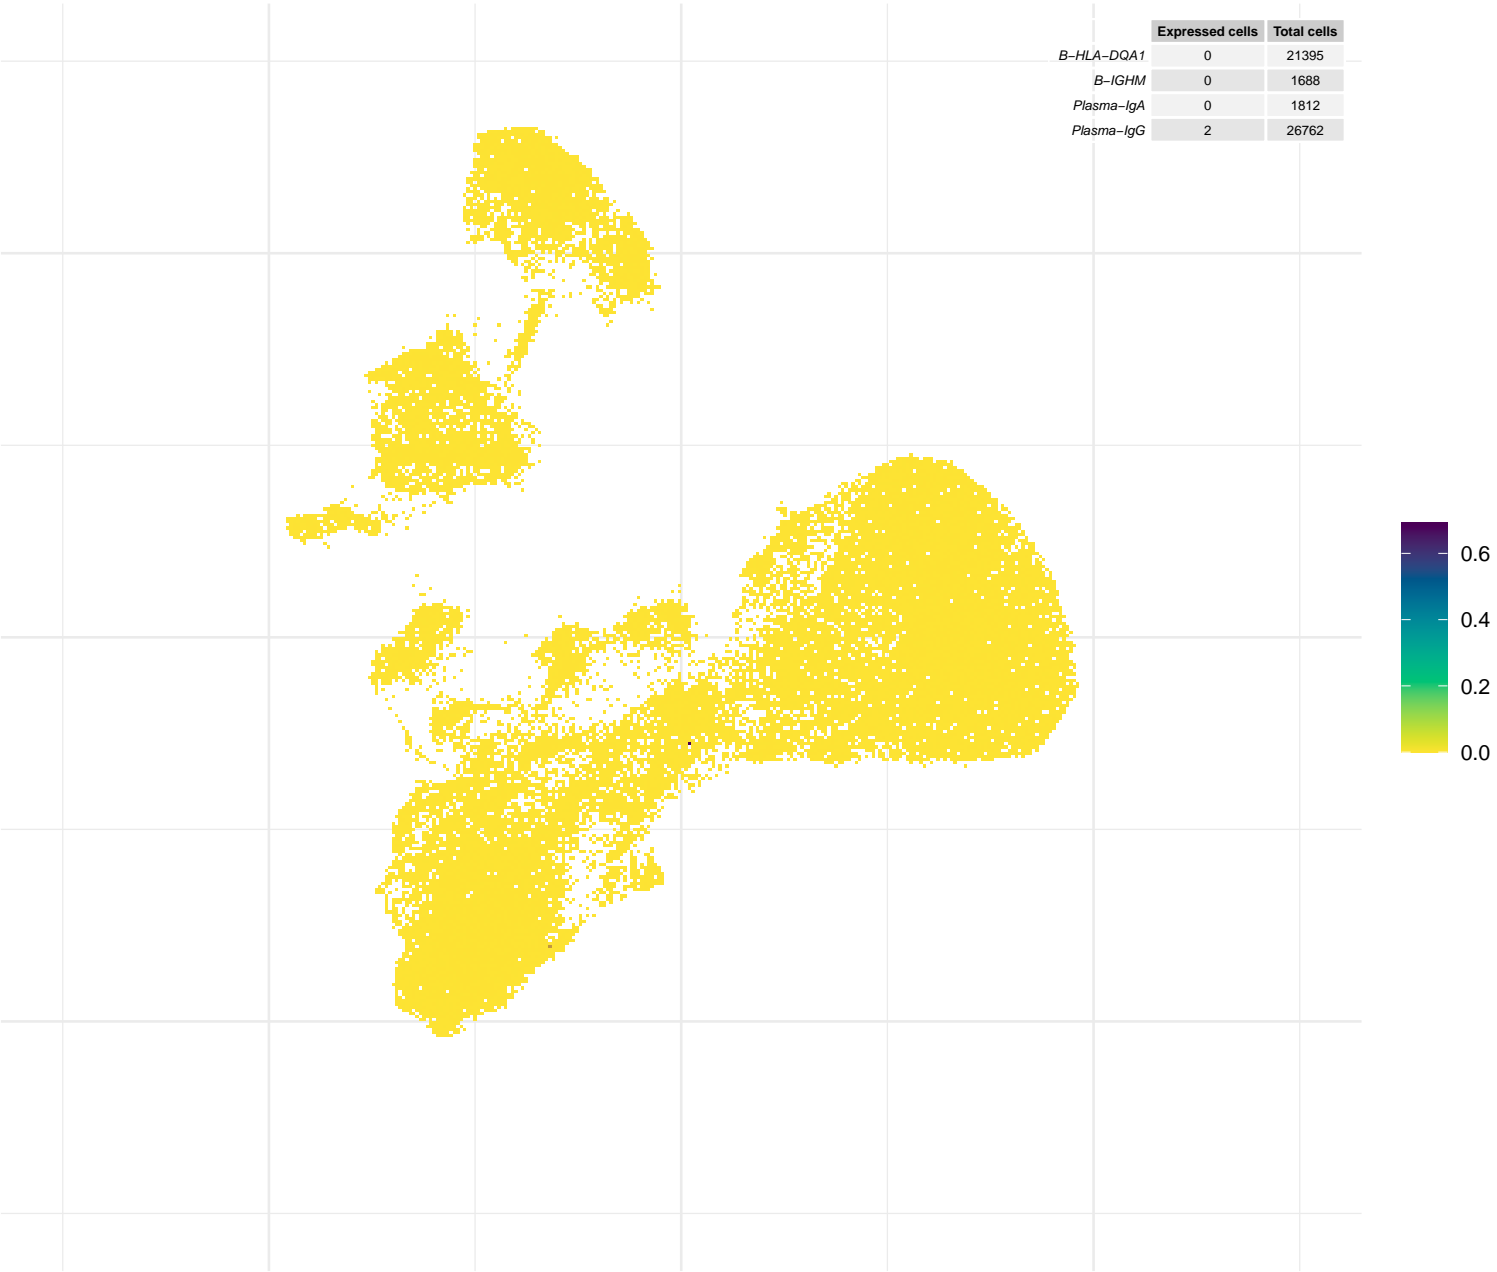 Expressed cells Total cells
B−HLA−DQA1 0 21395
B−IGHM 0 1688
Plasma−IgA 0 1812
Plasma−IgG 2 26762
0.6
0.4
0.2
0.0